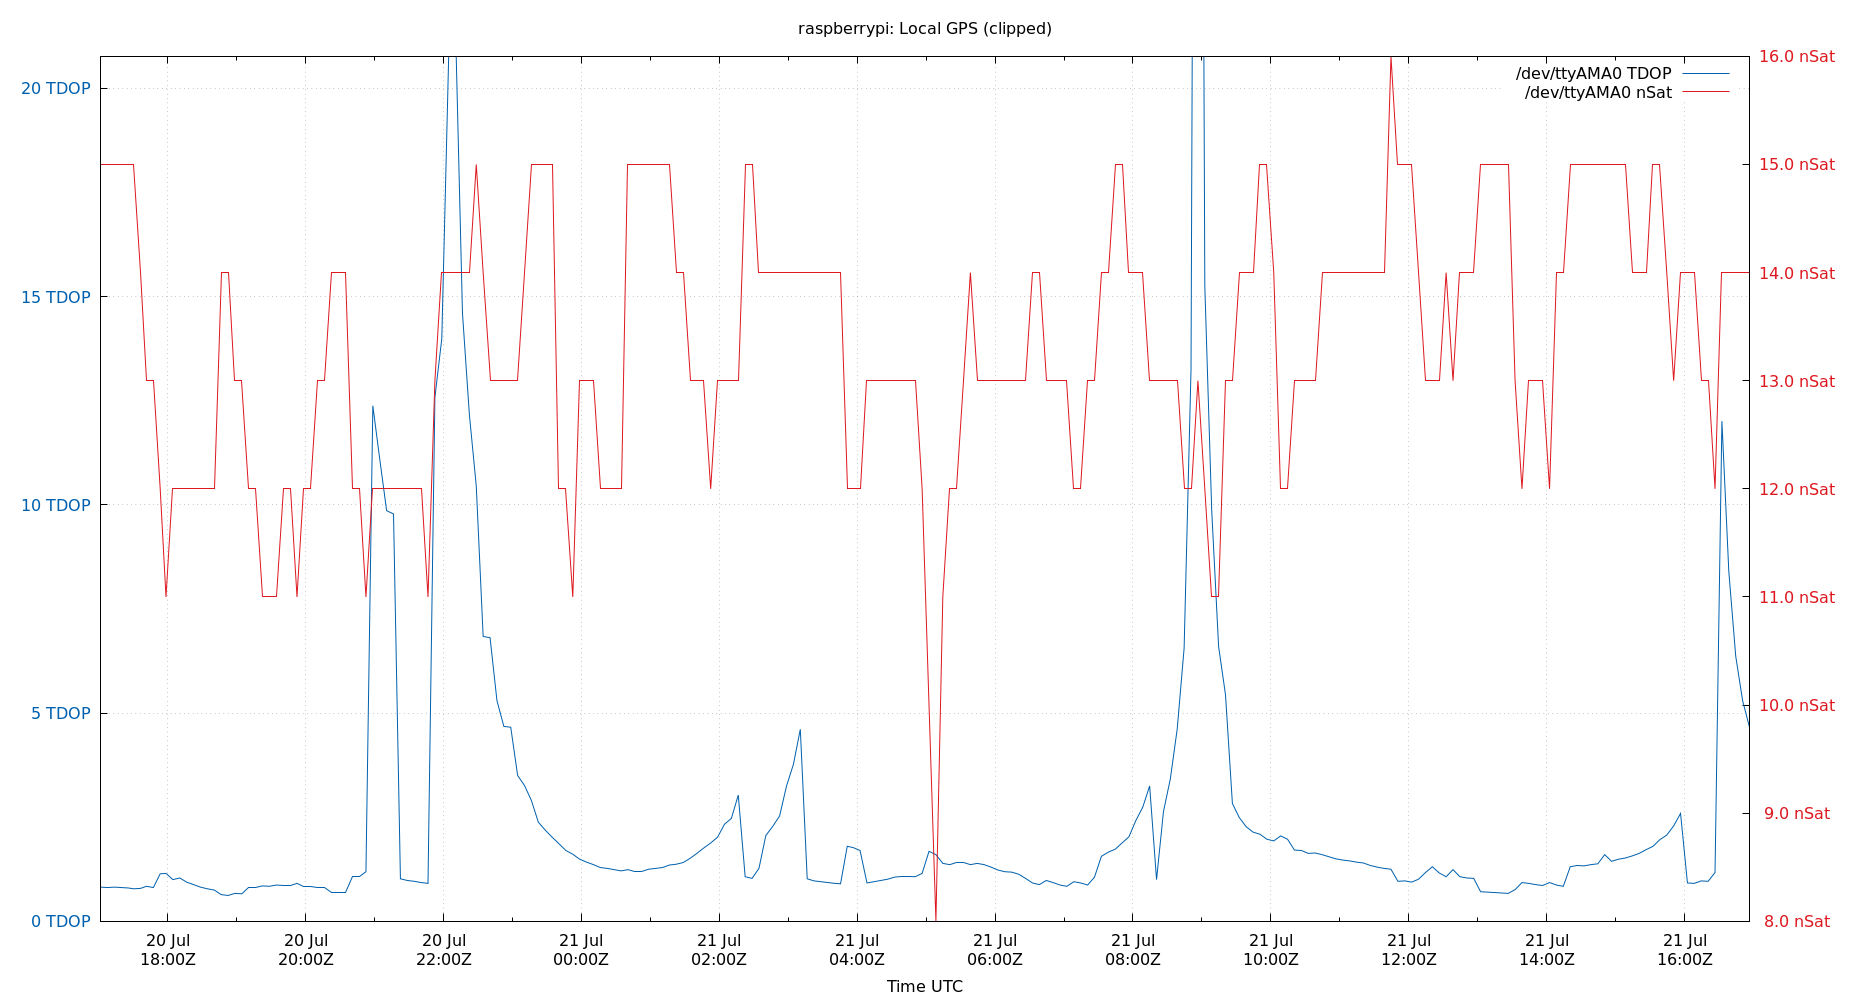 raspberrypi: Local GPS (clipped)
/dev/ttyAMA0 TDOP
/dev/ttyAMA0 nSat
20 TDOP
15 TDOP
10 TDOP
5 TDOP
0 TDOP
16.0 nSat
15.0 nSat
14.0 nSat
13.0 nSat
12.0 nSat
11.0 nSat
10.0 nSat
9.0 nSat
8.0 nSat
20 Jul
18:00Z
20 Jul
20:00Z
20 Jul
22:00Z
21 Jul
00:00Z
21 Jul
02:00Z
21 Jul
04:00Z
21 Jul
06:00Z
21 Jul
08:00Z
21 Jul
10:00Z
21 Jul
12:00Z
21 Jul
14:00Z
21 Jul
16:00Z
Time UTC